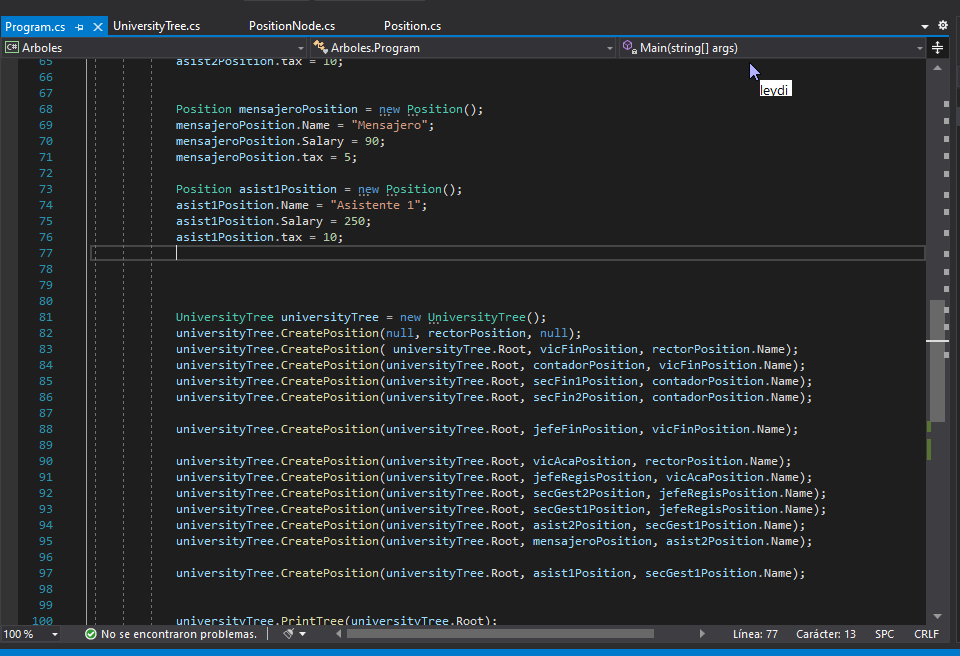 Program.cs UniversityTree.cs PositionNode.cs Position.cs
C# Arboles Arboles.Program Main(string[] args)
leydi
65 asist2Position.tax = 10;
66
67
68 Position mensajeroPosition = new Position();
69 mensajeroPosition.Name = "Mensajero";
70 mensajeroPosition.Salary = 90;
71 mensajeroPosition.tax = 5;
72
73 Position asist1Position = new Position();
74 asist1Position.Name = "Asistente 1";
75 asist1Position.Salary = 250;
76 asist1Position.tax = 10;
77
78
79
80
81 UniversityTree universityTree = new UniversityTree();
82 universityTree.CreatePosition(null, rectorPosition, null);
83 universityTree.CreatePosition( universityTree.Root, vicFinPosition, rectorPosition.Name);
84 universityTree.CreatePosition(universityTree.Root, contadorPosition, vicFinPosition.Name);
85 universityTree.CreatePosition(universityTree.Root, secFin1Position, contadorPosition.Name);
86 universityTree.CreatePosition(universityTree.Root, secFin2Position, contadorPosition.Name);
87
88 universityTree.CreatePosition(universityTree.Root, jefeFinPosition, vicFinPosition.Name);
89
90 universityTree.CreatePosition(universityTree.Root, vicAcaPosition, rectorPosition.Name);
91 universityTree.CreatePosition(universityTree.Root, jefeRegisPosition, vicAcaPosition.Name);
92 universityTree.CreatePosition(universityTree.Root, secGest2Position, jefeRegisPosition.Name);
93 universityTree.CreatePosition(universityTree.Root, secGest1Position, jefeRegisPosition.Name);
94 universityTree.CreatePosition(universityTree.Root, asist2Position, secGest1Position.Name);
95 universityTree.CreatePosition(universityTree.Root, mensajeroPosition, asist2Position.Name);
96
97 universityTree.CreatePosition(universityTree.Root, asist1Position, secGest1Position.Name);
98
99
100 universityTree.PrintTree(universityTree.Root);
100 % No se encontraron problemas. Línea: 77 Carácter: 13 SPC CRLF